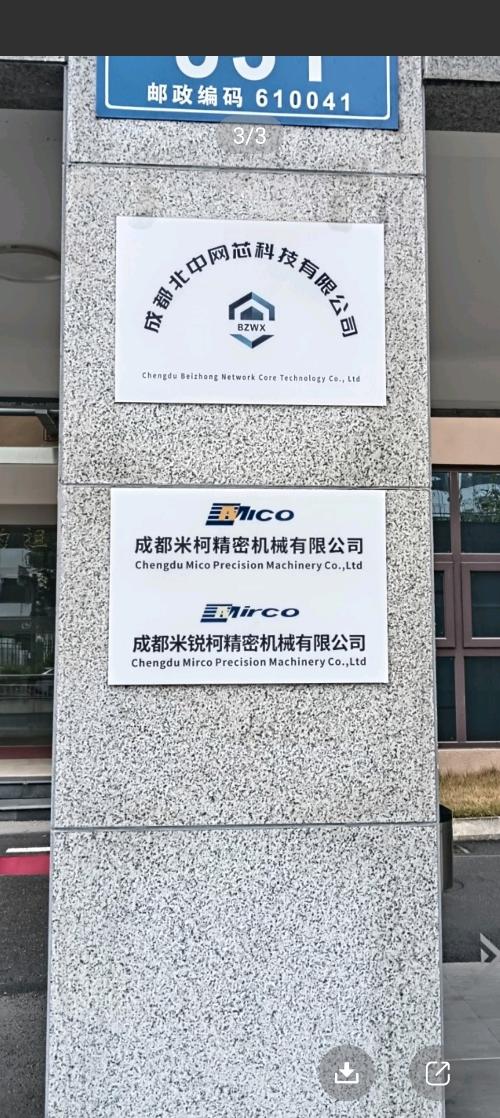 邮政编码 610041
3/3
成都北中网芯科技有限公司
BZWX
Chengdu Beizhong Network Core Technology Co., Ltd
Mico
成都米柯精密机械有限公司
Chengdu Mico Precision Machinery Co.,Ltd
Mirco
成都米锐柯精密机械有限公司
Chengdu Mirco Precision Machinery Co.,Ltd